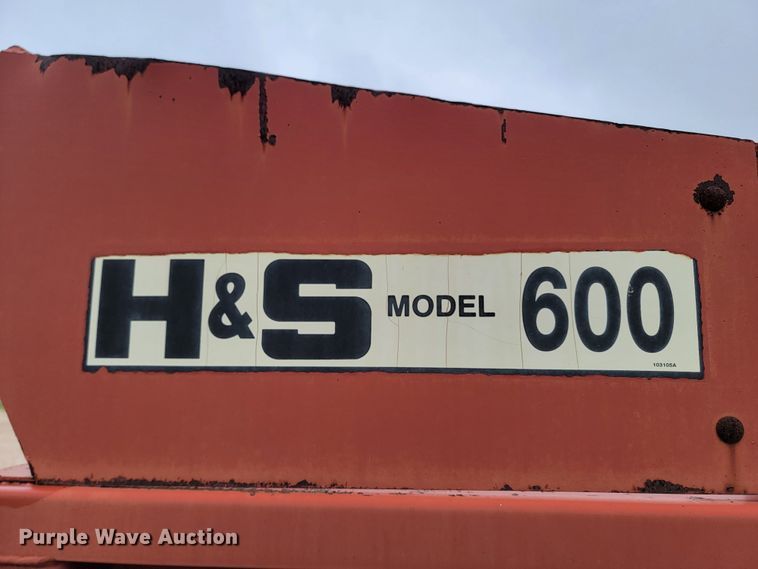 H&S MODEL 600
103105A
Purple Wave Auction